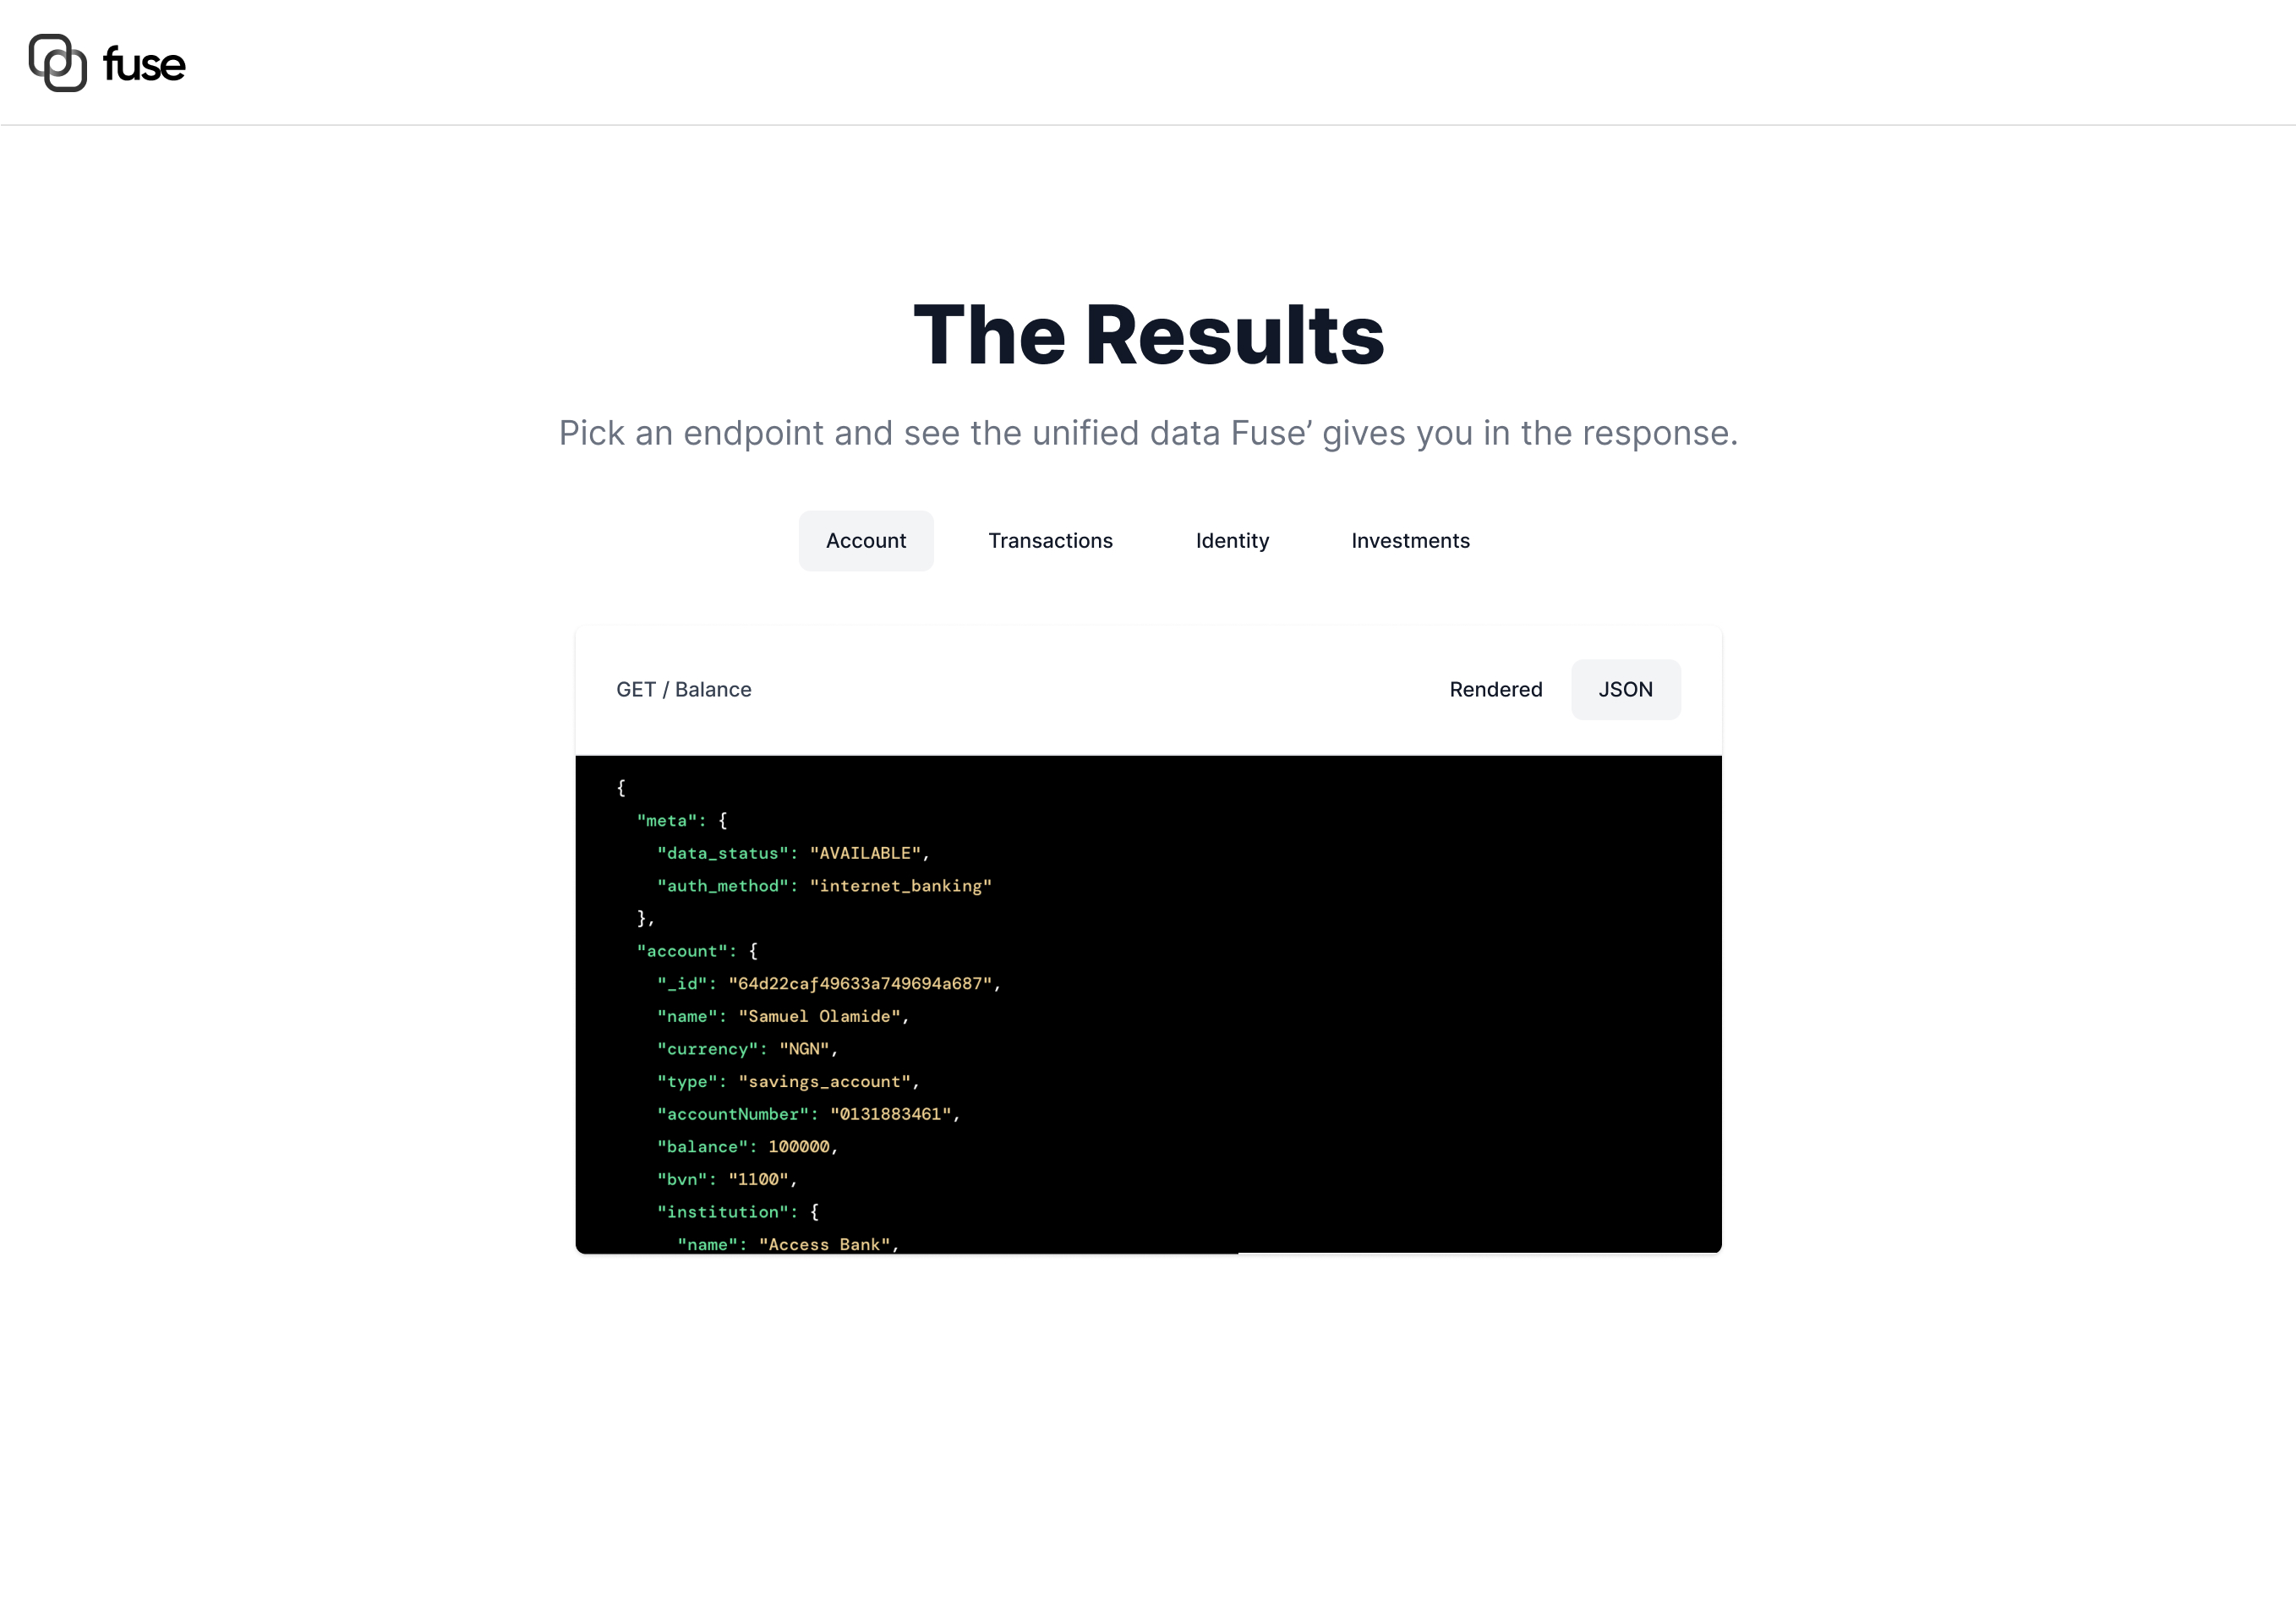 fuse
The Results
Pick an endpoint and see the unified data Fuse’ gives you in the response.
Account Transactions Identity Investments
GET / Balance Rendered JSON
{
"meta": {
"data_status": "AVAILABLE",
"auth_method": "internet_banking"
},
"account": {
"_id": "64d22caf49633a749694a687",
"name": "Samuel Olamide",
"currency": "NGN",
"type": "savings_account",
"accountNumber": "0131883461",
"balance": 100000,
"bvn": "1100",
"institution": {
"name": "Access Bank",